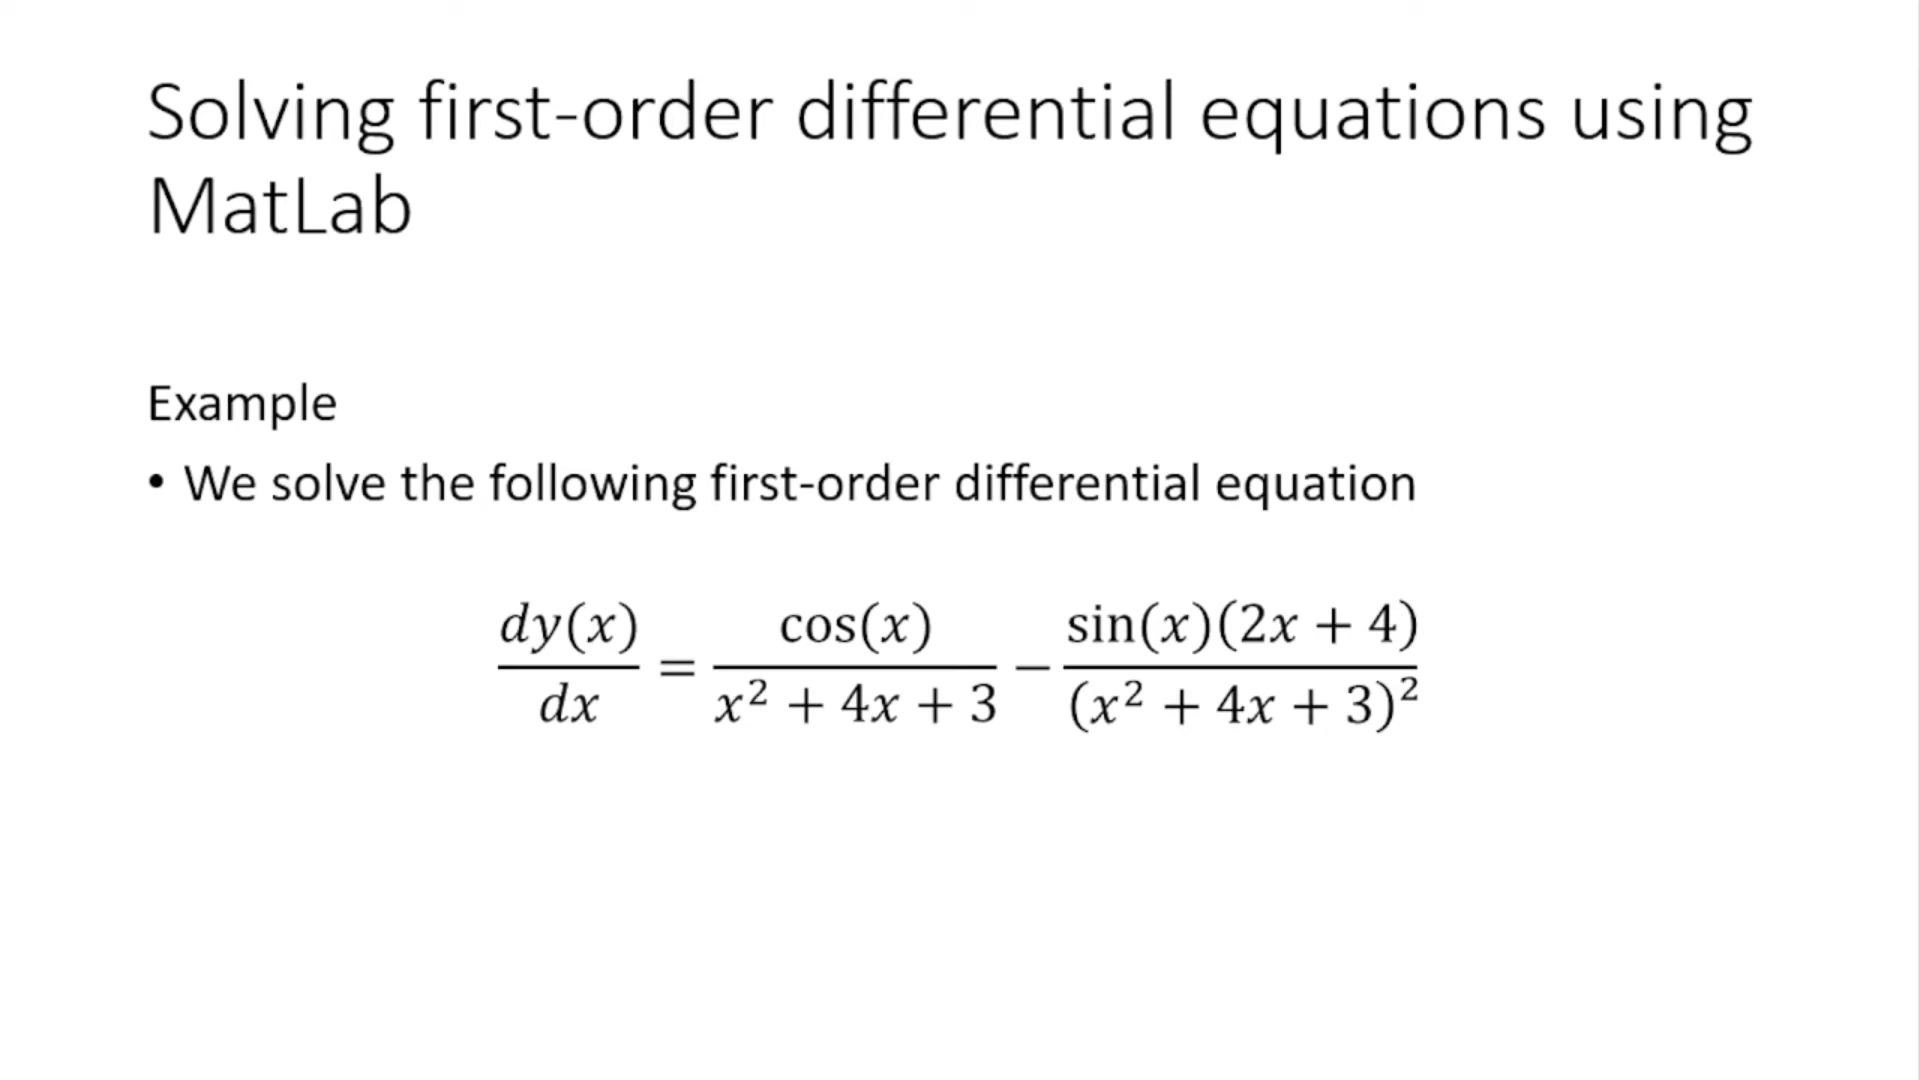 Solving first-order differential equations using
MatLab
Example
• We solve the following first-order differential equation
dy(x)/dx = cos(x)/(x² + 4x + 3) − sin(x)(2x + 4)/(x² + 4x + 3)²